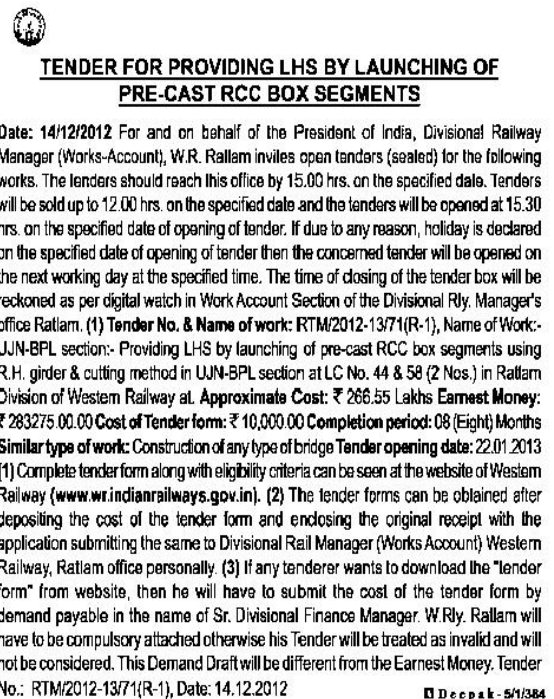 TENDER FOR PROVIDING LHS BY LAUNCHING OF
PRE-CAST RCC BOX SEGMENTS
Date: 14/12/2012 For and on behalf of the President of India, Divisional Railway
Manager (Works-Account), W.R. Ratlam invites open tenders (sealed) for the following
works. The tenders should reach this office by 15.00 hrs. on the specified date. Tenders
will be sold up to 12.00 hrs. on the specified date and the tenders will be opened at 15.30
hrs. on the specified date of opening of tender. If due to any reason, holiday is declared
on the specified date of opening of tender then the concerned tender will be opened on
the next working day at the specified time. The time of closing of the tender box will be
reckoned as per digital watch in Work Account Section of the Divisional Rly. Manager's
office Ratlam. (1) Tender No. & Name of work: RTM/2012-13/71(R-1), Name of Work:-
UJN-BPL section:- Providing LHS by launching of pre-cast RCC box segments using
R.H. girder & cutting method in UJN-BPL section at LC No. 44 & 58 (2 Nos.) in Ratlam
Division of Western Railway at. Approximate Cost: ₹ 266.55 Lakhs Earnest Money:
₹ 283275.00.00 Cost of Tender form: ₹ 10,000.00 Completion period: 08 (Eight) Months
Similar type of work: Construction of any type of bridge Tender opening date: 22.01.2013
(1) Complete tender form along with eligibility criteria can be seen at the website of Western
Railway (www.wr.indianrailways.gov.in). (2) The tender forms can be obtained after
depositing the cost of the tender form and enclosing the original receipt with the
application submitting the same to Divisional Rail Manager (Works Account) Western
Railway, Ratlam office personally. (3) If any tenderer wants to download the "tender
form" from website, then he will have to submit the cost of the tender form by
demand payable in the name of Sr. Divisional Finance Manager. W.Rly. Ratlam will
have to be compulsory attached otherwise his Tender will be treated as invalid and will
not be considered. This Demand Draft will be different from the Earnest Money. Tender
No.: RTM/2012-13/71(R-1), Date: 14.12.2012
Deepak-5/1/384